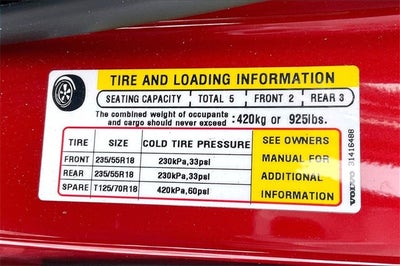 TIRE AND LOADING INFORMATION
SEATING CAPACITY | TOTAL 5 | FRONT 2 | REAR 3
The combined weight of occupants
and cargo should never exceed :420kg or 925lbs.
TIRE SIZE COLD TIRE PRESSURE
FRONT 235/55R18 230kPa,33psi
REAR 235/55R18 230kPa,33psi
SPARE T125/70R18 420kPa,60psi
SEE OWNERS
MANUAL FOR
ADDITIONAL
INFORMATION
VOLVO 31416488